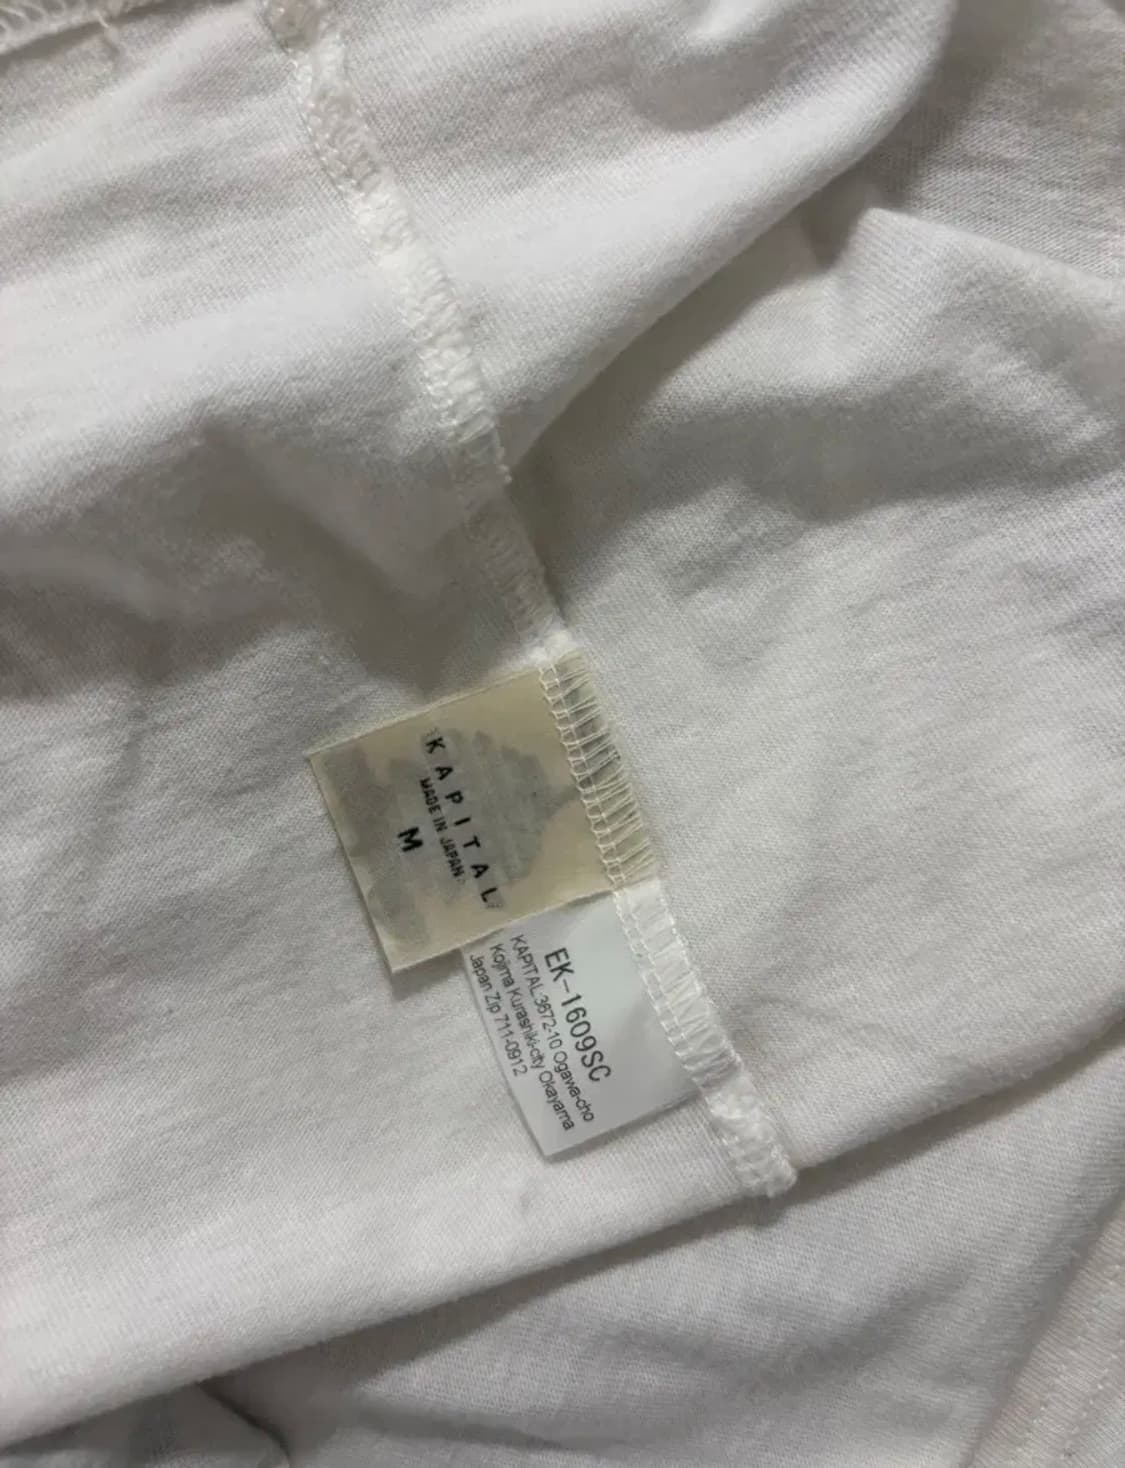 KAPITAL
MADE IN JAPAN
M
EK-1609SC
KAPITAL 3672-10 Ogawa-cho
Kojima Kurashiki-city Okayama
Japan Zip 711-0912